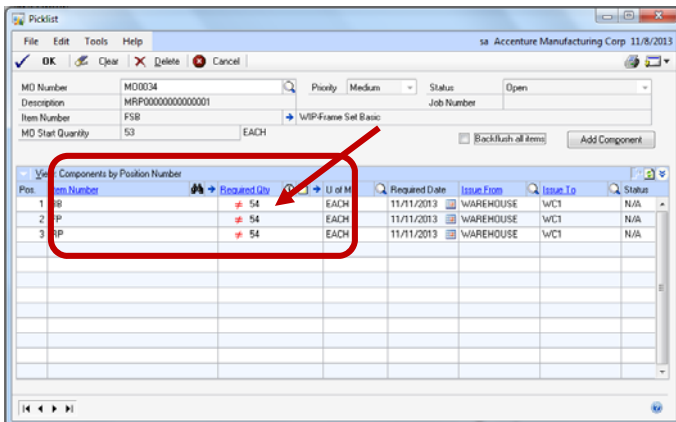 Picklist
File Edit Tools Help sa Accenture Manufacturing Corp 11/8/2013
OK Clear Delete Cancel
MO Number MO0034 Priority Medium Status Open
Description MRP00000000000001 Job Number
Item Number FSB WIP-Frame Set Basic
MO Start Quantity 53 EACH Backflush all items Add Component
View: Components by Position Number
Pos. Item Number Required Qty U of M Required Date Issue From Issue To Status
1 54 EACH 11/11/2013 WAREHOUSE WC1 N/A
2 54 EACH 11/11/2013 WAREHOUSE WC1 N/A
3 54 EACH 11/11/2013 WAREHOUSE WC1 N/A